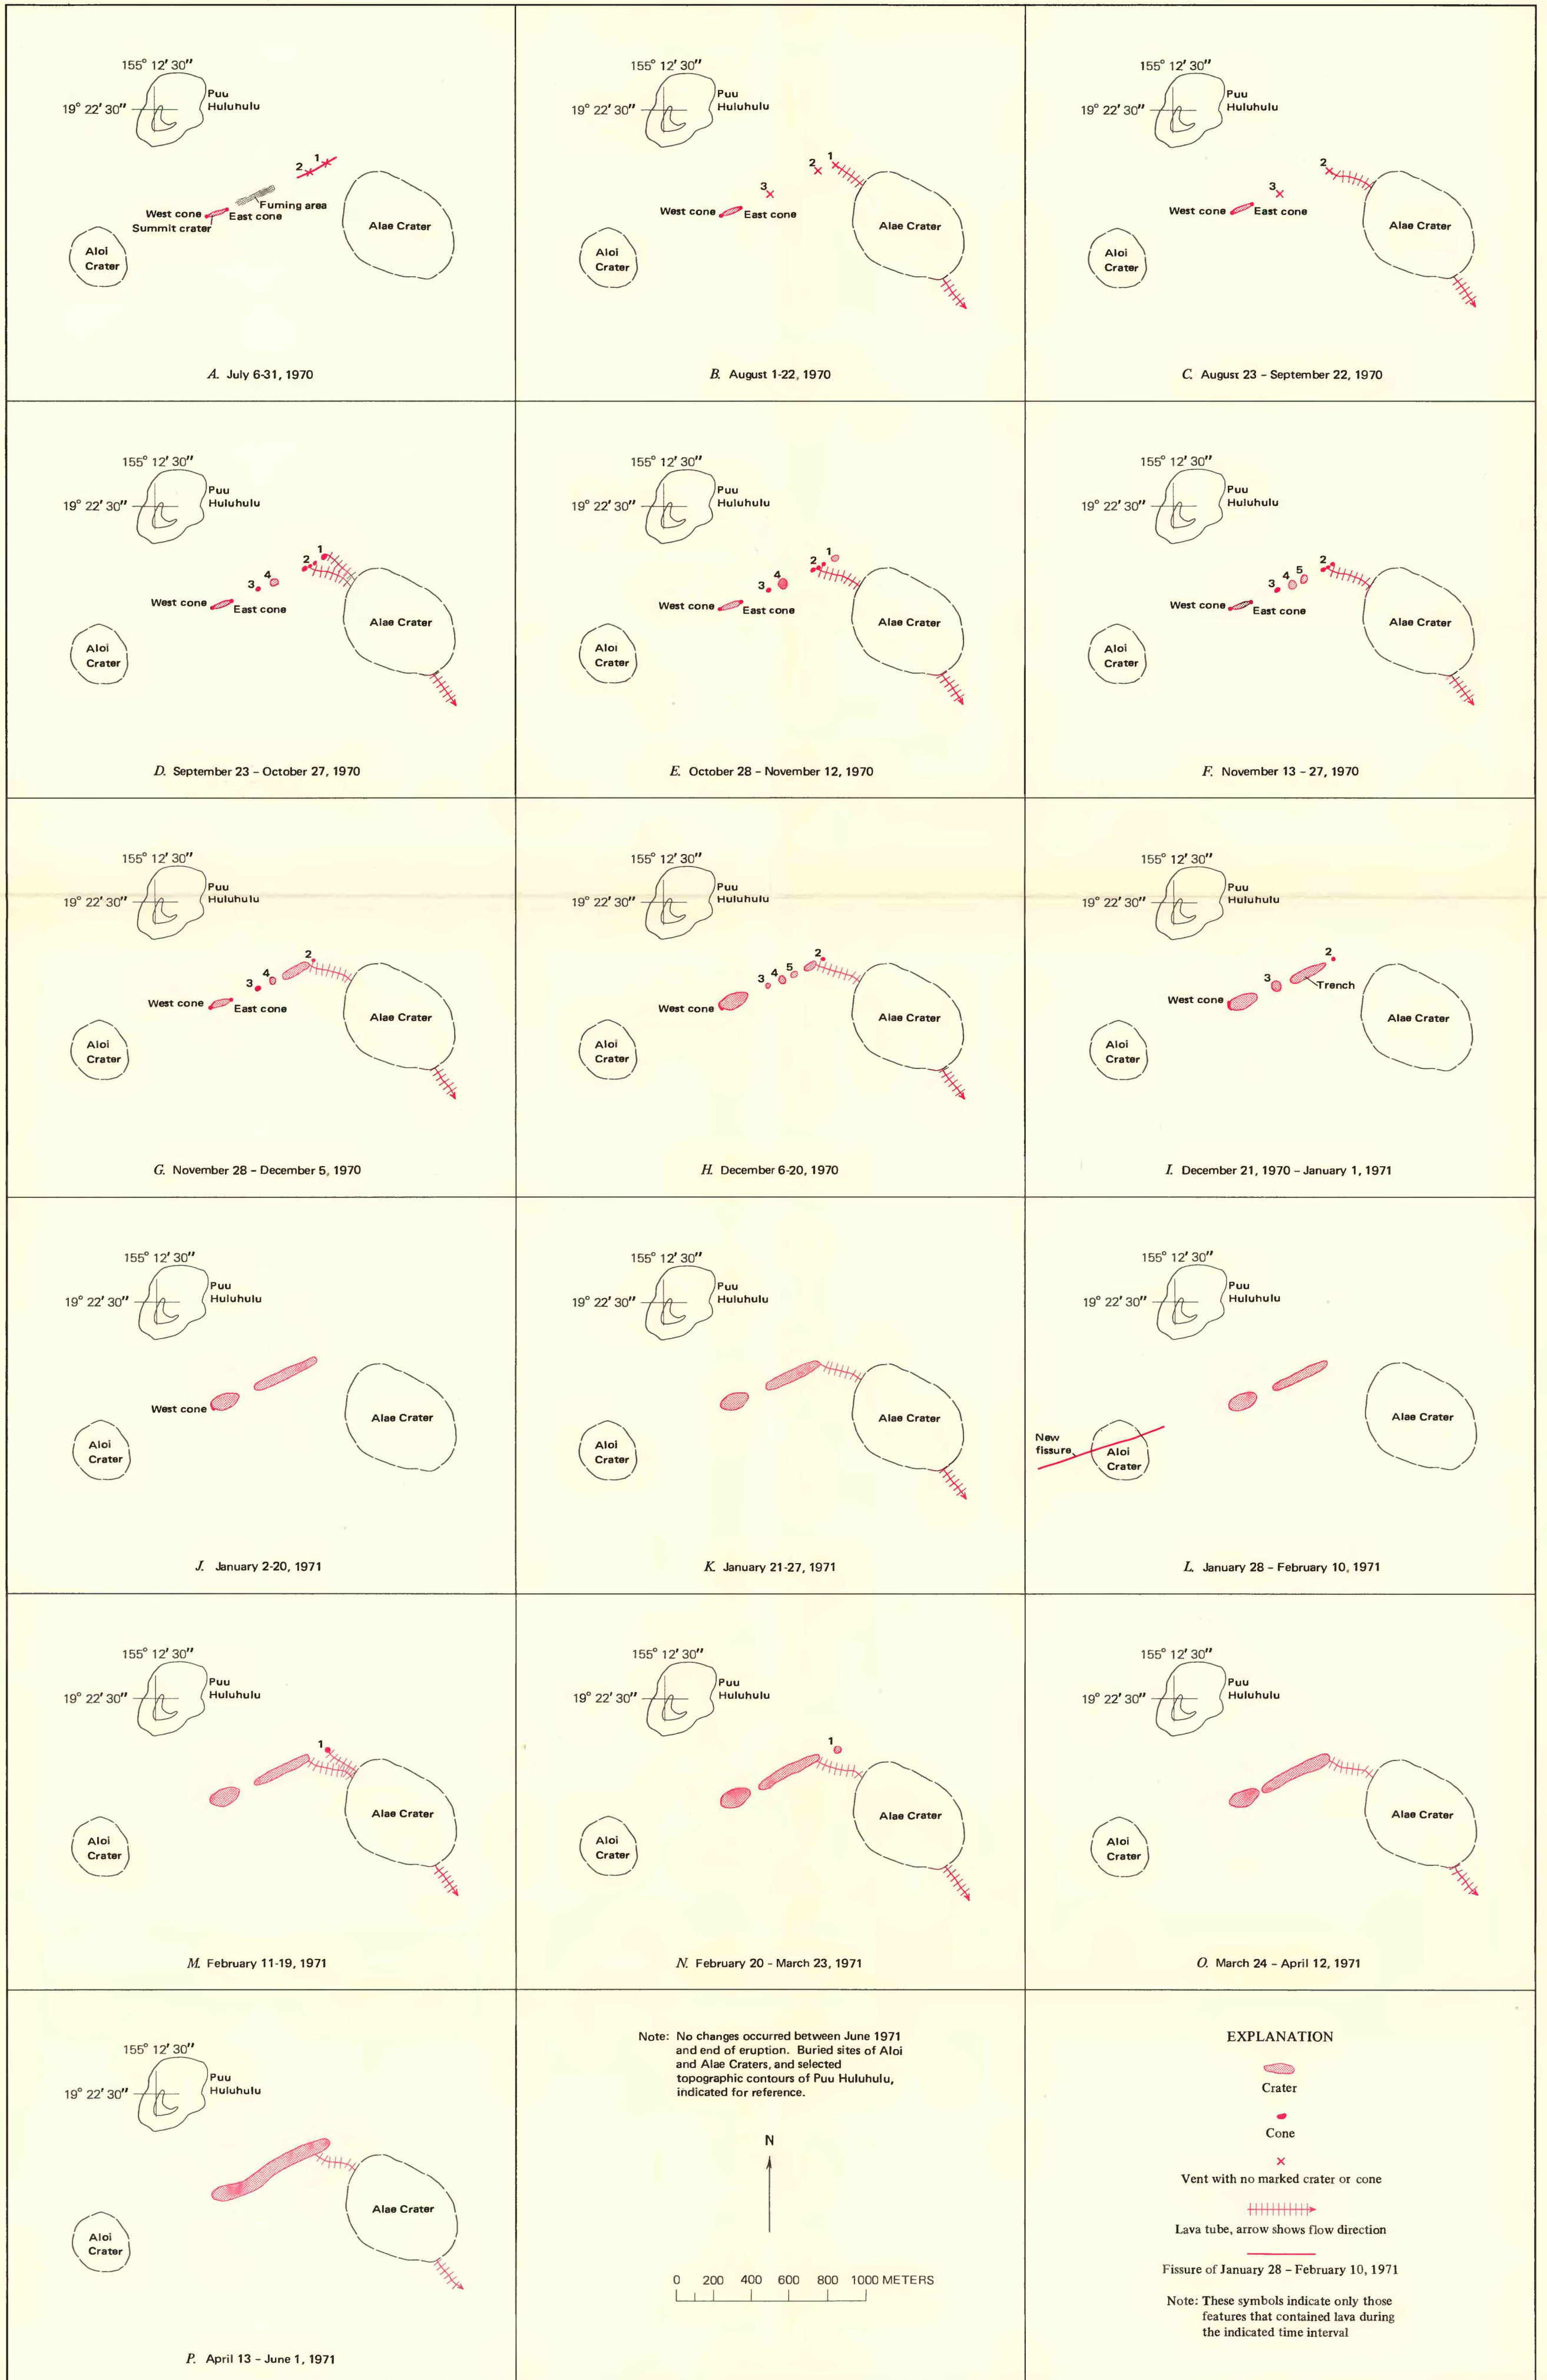 155° 12' 30"
19° 22' 30"
Puu
Huluhulu
1
2
Fuming area
West cone
East cone
Summit crater
Alae Crater
Aloi
Crater
A. July 6-31, 1970
155° 12' 30"
19° 22' 30"
Puu
Huluhulu
1
2
3
West cone
East cone
Alae Crater
Aloi
Crater
B. August 1-22, 1970
155° 12' 30"
19° 22' 30"
Puu
Huluhulu
2
3
West cone
East cone
Alae Crater
Aloi
Crater
C. August 23 – September 22, 1970
155° 12' 30"
19° 22' 30"
Puu
Huluhulu
1
2
4
3
West cone
East cone
Alae Crater
Aloi
Crater
D. September 23 – October 27, 1970
155° 12' 30"
19° 22' 30"
Puu
Huluhulu
1
2
4
3
West cone
East cone
Alae Crater
Aloi
Crater
E. October 28 – November 12, 1970
155° 12' 30"
19° 22' 30"
Puu
Huluhulu
2
5
4
3
West cone
East cone
Alae Crater
Aloi
Crater
F. November 13 – 27, 1970
155° 12' 30"
19° 22' 30"
Puu
Huluhulu
2
4
3
West cone
East cone
Alae Crater
Aloi
Crater
G. November 28 – December 5, 1970
155° 12' 30"
19° 22' 30"
Puu
Huluhulu
2
5
4
3
West cone
Alae Crater
Aloi
Crater
H. December 6-20, 1970
155° 12' 30"
19° 22' 30"
Puu
Huluhulu
2
3
Trench
West cone
Alae Crater
Aloi
Crater
I. December 21, 1970 – January 1, 1971
155° 12' 30"
19° 22' 30"
Puu
Huluhulu
West cone
Alae Crater
Aloi
Crater
J. January 2-20, 1971
155° 12' 30"
19° 22' 30"
Puu
Huluhulu
Alae Crater
Aloi
Crater
K. January 21-27, 1971
155° 12' 30"
19° 22' 30"
Puu
Huluhulu
New
fissure
Alae Crater
Aloi
Crater
L. January 28 – February 10, 1971
155° 12' 30"
19° 22' 30"
Puu
Huluhulu
1
Alae Crater
Aloi
Crater
M. February 11-19, 1971
155° 12' 30"
19° 22' 30"
Puu
Huluhulu
1
Alae Crater
Aloi
Crater
N. February 20 – March 23, 1971
155° 12' 30"
19° 22' 30"
Puu
Huluhulu
Alae Crater
Aloi
Crater
O. March 24 – April 12, 1971
155° 12' 30"
19° 22' 30"
Puu
Huluhulu
Alae Crater
Aloi
Crater
P. April 13 – June 1, 1971
Note: No changes occurred between June 1971
and end of eruption. Buried sites of Aloi
and Alae Craters, and selected
topographic contours of Puu Huluhulu,
indicated for reference.
N
0 200 400 600 800 1000 METERS
EXPLANATION
Crater
Cone
Vent with no marked crater or cone
Lava tube, arrow shows flow direction
Fissure of January 28 – February 10, 1971
Note: These symbols indicate only those
features that contained lava during
the indicated time interval